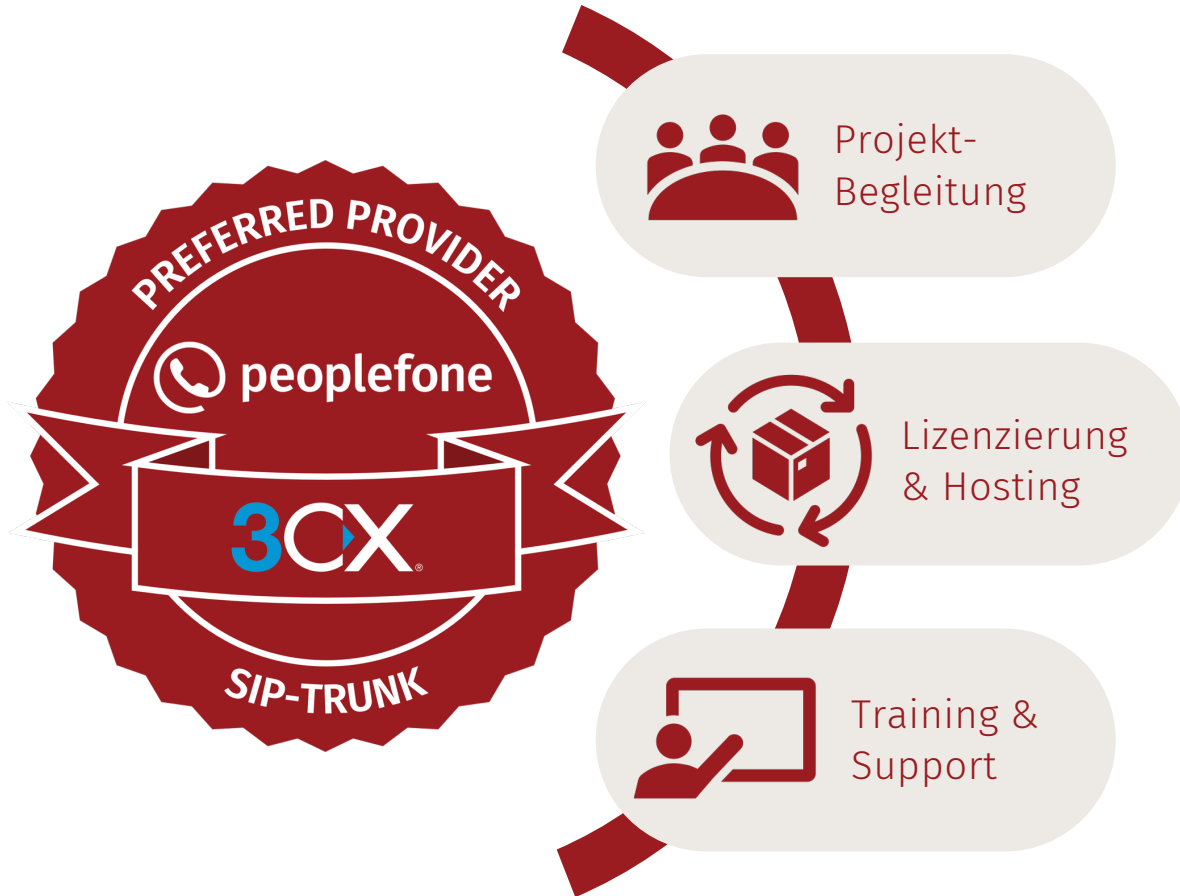 PREFERRED PROVIDER
peoplefone
3CX®
SIP-TRUNK
Projekt-
Begleitung
Lizenzierung
& Hosting
Training &
Support